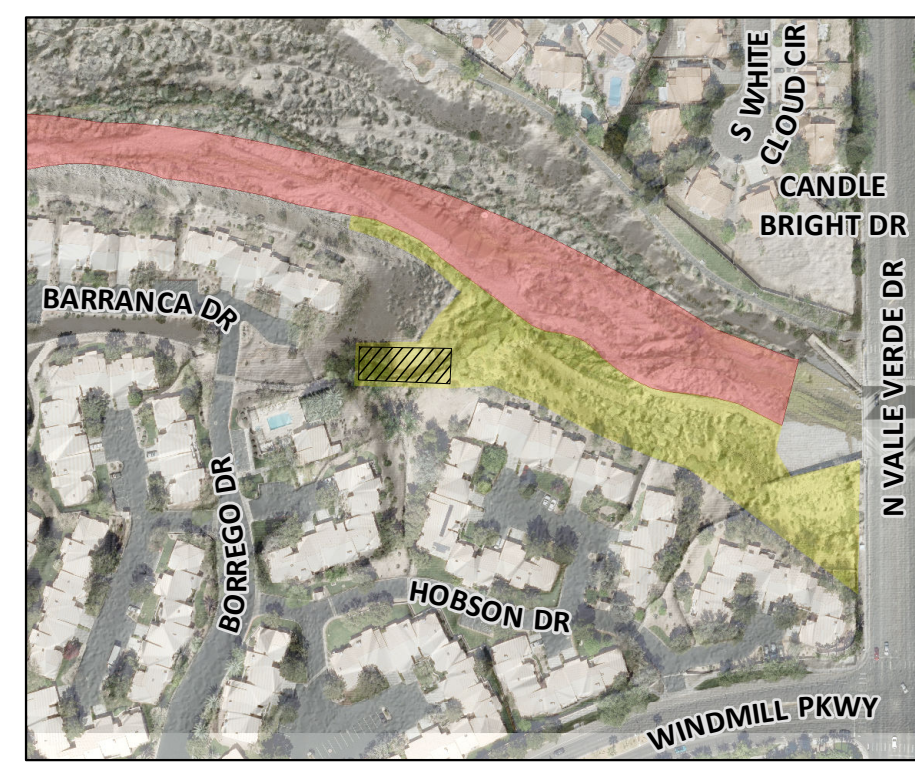 S WHITE
CLOUD CIR
CANDLE
BRIGHT DR
N VALLE VERDE DR
BARRANCA DR
BORREGO DR
HOBSON DR
WINDMILL PKWY